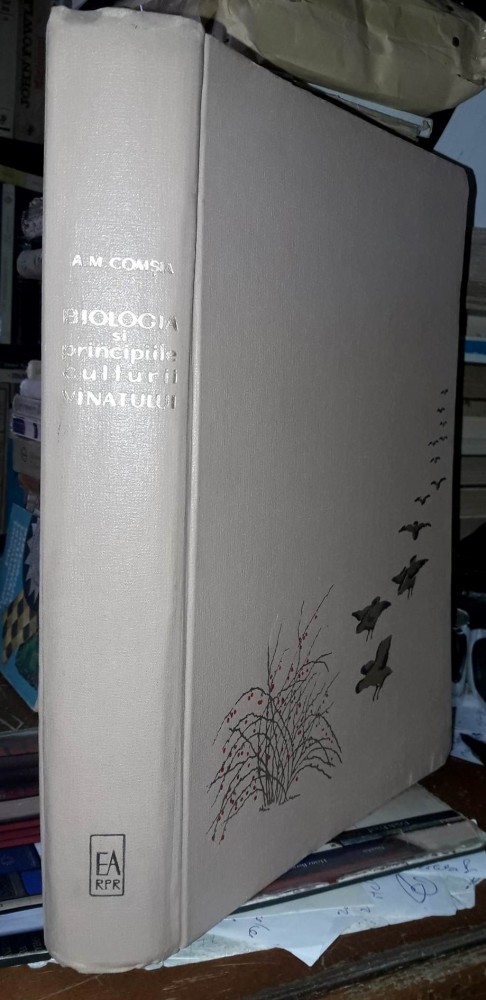 A.M. COMȘIA
BIOLOGIA
și
principiile
culturii
VÎNATULUI
EA
RPR